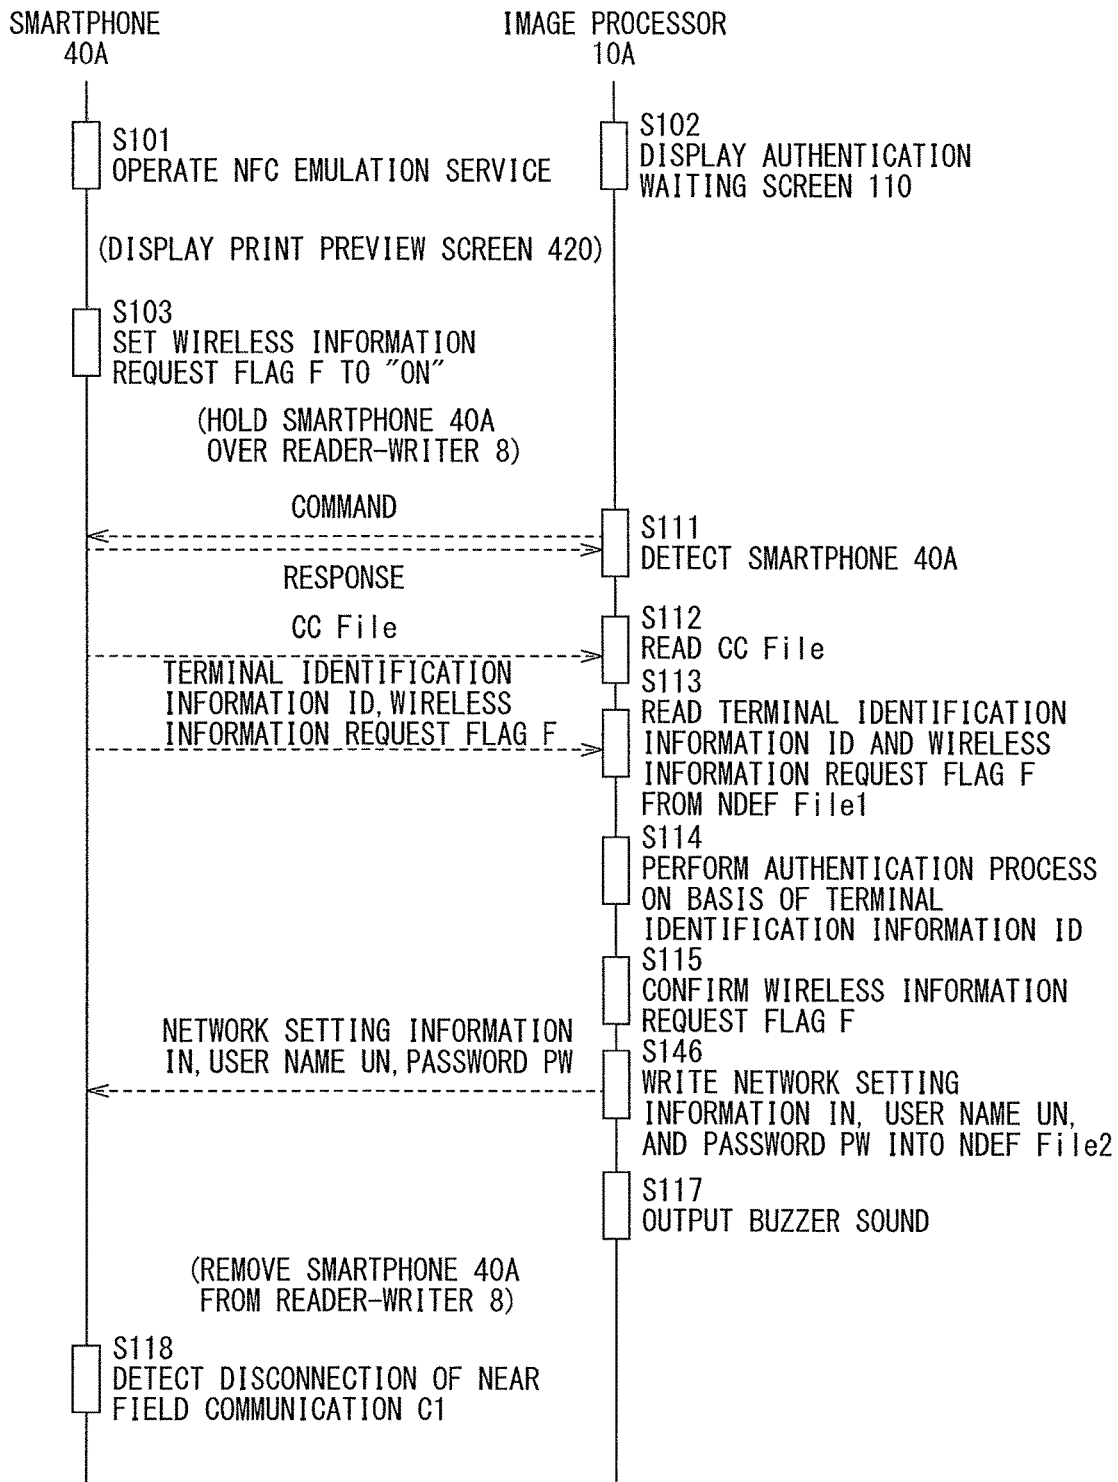 SMARTPHONE
40A
IMAGE PROCESSOR
10A
S101
OPERATE NFC EMULATION SERVICE
S102
DISPLAY AUTHENTICATION
WAITING SCREEN 110
(DISPLAY PRINT PREVIEW SCREEN 420)
S103
SET WIRELESS INFORMATION
REQUEST FLAG F TO "ON"
(HOLD SMARTPHONE 40A
OVER READER-WRITER 8)
COMMAND
S111
DETECT SMARTPHONE 40A
RESPONSE
CC File
S112
READ CC File
TERMINAL IDENTIFICATION
INFORMATION ID, WIRELESS
INFORMATION REQUEST FLAG F
S113
READ TERMINAL IDENTIFICATION
INFORMATION ID AND WIRELESS
INFORMATION REQUEST FLAG F
FROM NDEF File1
S114
PERFORM AUTHENTICATION PROCESS
ON BASIS OF TERMINAL
IDENTIFICATION INFORMATION ID
S115
CONFIRM WIRELESS INFORMATION
REQUEST FLAG F
NETWORK SETTING INFORMATION
IN, USER NAME UN, PASSWORD PW
S146
WRITE NETWORK SETTING
INFORMATION IN, USER NAME UN,
AND PASSWORD PW INTO NDEF File2
S117
OUTPUT BUZZER SOUND
(REMOVE SMARTPHONE 40A
FROM READER-WRITER 8)
S118
DETECT DISCONNECTION OF NEAR
FIELD COMMUNICATION C1